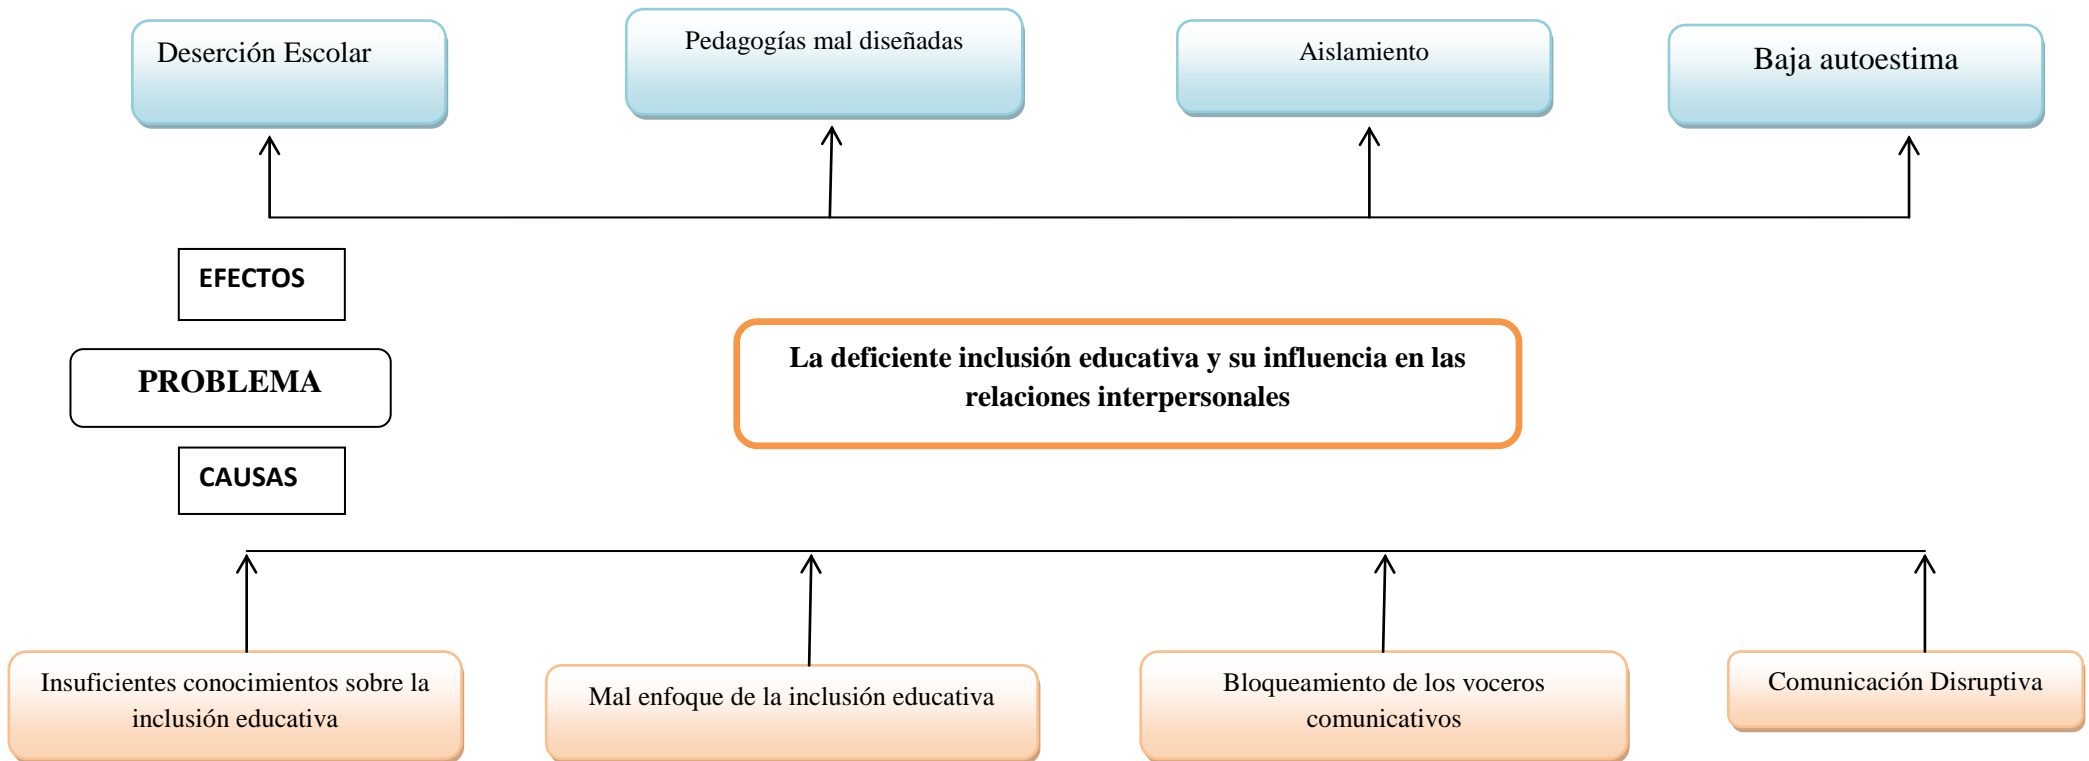 Deserción Escolar
Pedagogías mal diseñadas
Aislamiento
Baja autoestima
EFECTOS
PROBLEMA
La deficiente inclusión educativa y su influencia en las
relaciones interpersonales
CAUSAS
Insuficientes conocimientos sobre la
inclusión educativa
Mal enfoque de la inclusión educativa
Bloqueamiento de los voceros
comunicativos
Comunicación Disruptiva